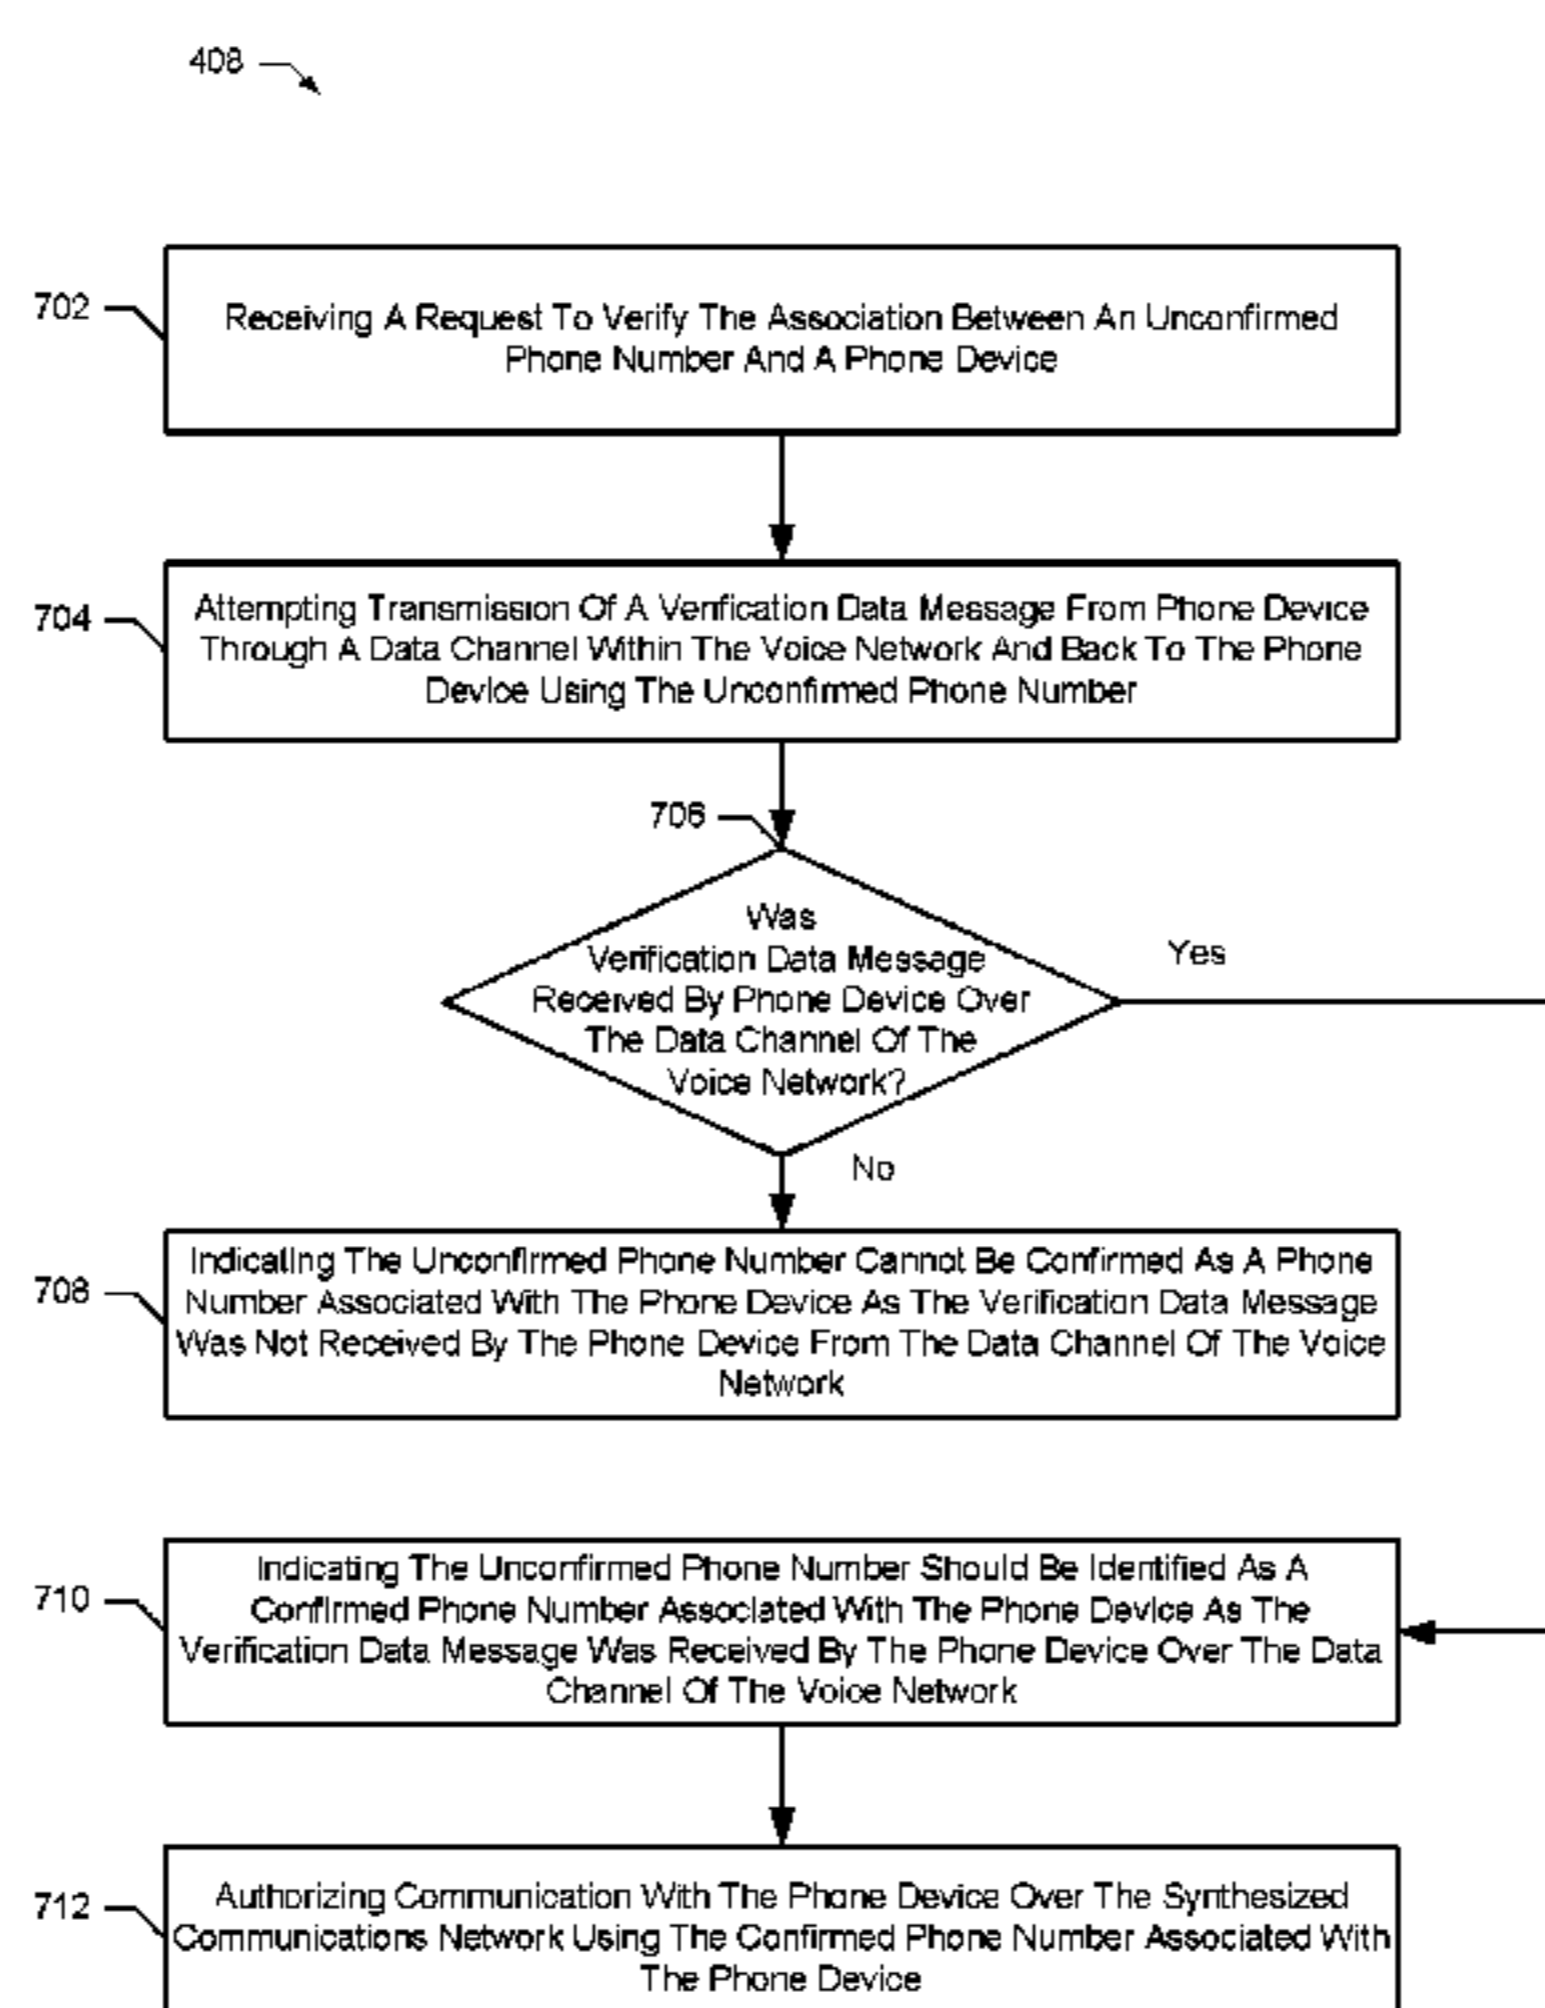 408
702
Receiving A Request To Verify The Association Between An Unconfirmed
Phone Number And A Phone Device
704
Attempting Transmission Of A Verification Data Message From Phone Device
Through A Data Channel Within The Voice Network And Back To The Phone
Device Using The Unconfirmed Phone Number
706
Was
Verification Data Message
Received By Phone Device Over
The Data Channel Of The
Voice Network?
Yes
No
708
Indicating The Unconfirmed Phone Number Cannot Be Confirmed As A Phone
Number Associated With The Phone Device As The Verification Data Message
Was Not Received By The Phone Device From The Data Channel Of The Voice
Network
710
Indicating The Unconfirmed Phone Number Should Be Identified As A
Confirmed Phone Number Associated With The Phone Device As The
Verification Data Message Was Received By The Phone Device Over The Data
Channel Of The Voice Network
712
Authorizing Communication With The Phone Device Over The Synthesized
Communications Network Using The Confirmed Phone Number Associated With
The Phone Device